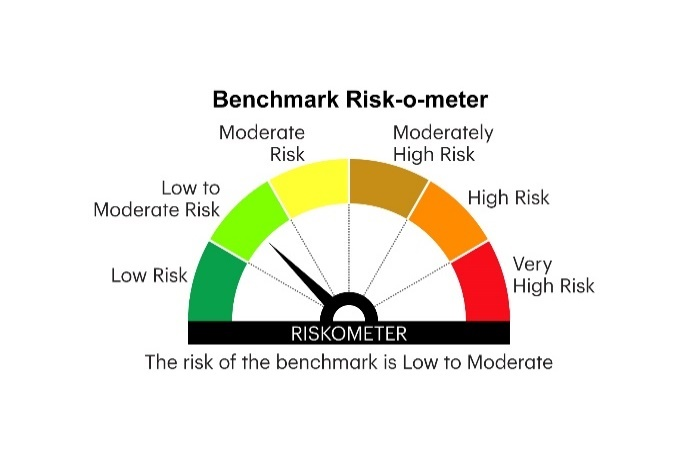 Benchmark Risk-o-meter
Moderate
Risk
Moderately
High Risk
Low to
Moderate Risk
High Risk
Low Risk
Very
High Risk
RISKOMETER
The risk of the benchmark is Low to Moderate